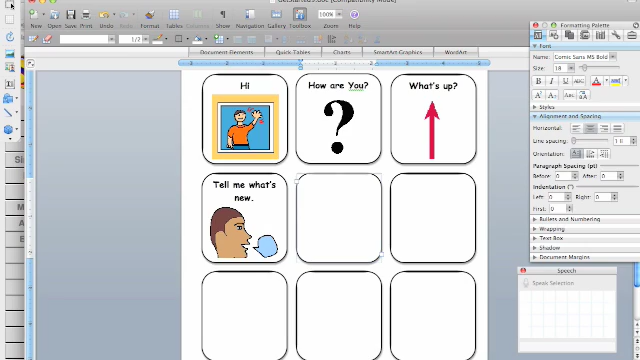 New Open Save Print Undo Redo Format Tables Columns Show Navigation Gallery Toolbox Zoom Help
100%
Document Elements Quick Tables Charts SmartArt Graphics WordArt
Formatting Palette
Font
Name: Comic Sans MS Bold
Size: 18
Styles
Alignment and Spacing
Horizontal:
Line spacing: 1.0
Orientation:
Paragraph Spacing (pt)
Before: 0 After: 0
Indentation (")
Left: 0 Right: 0
First: 0
Bullets and Numbering
Wrapping
Text Box
Shadow
Document Margins
Speech
Speak Selection
Hi
How are You?
What's up?
Tell me what's
new.